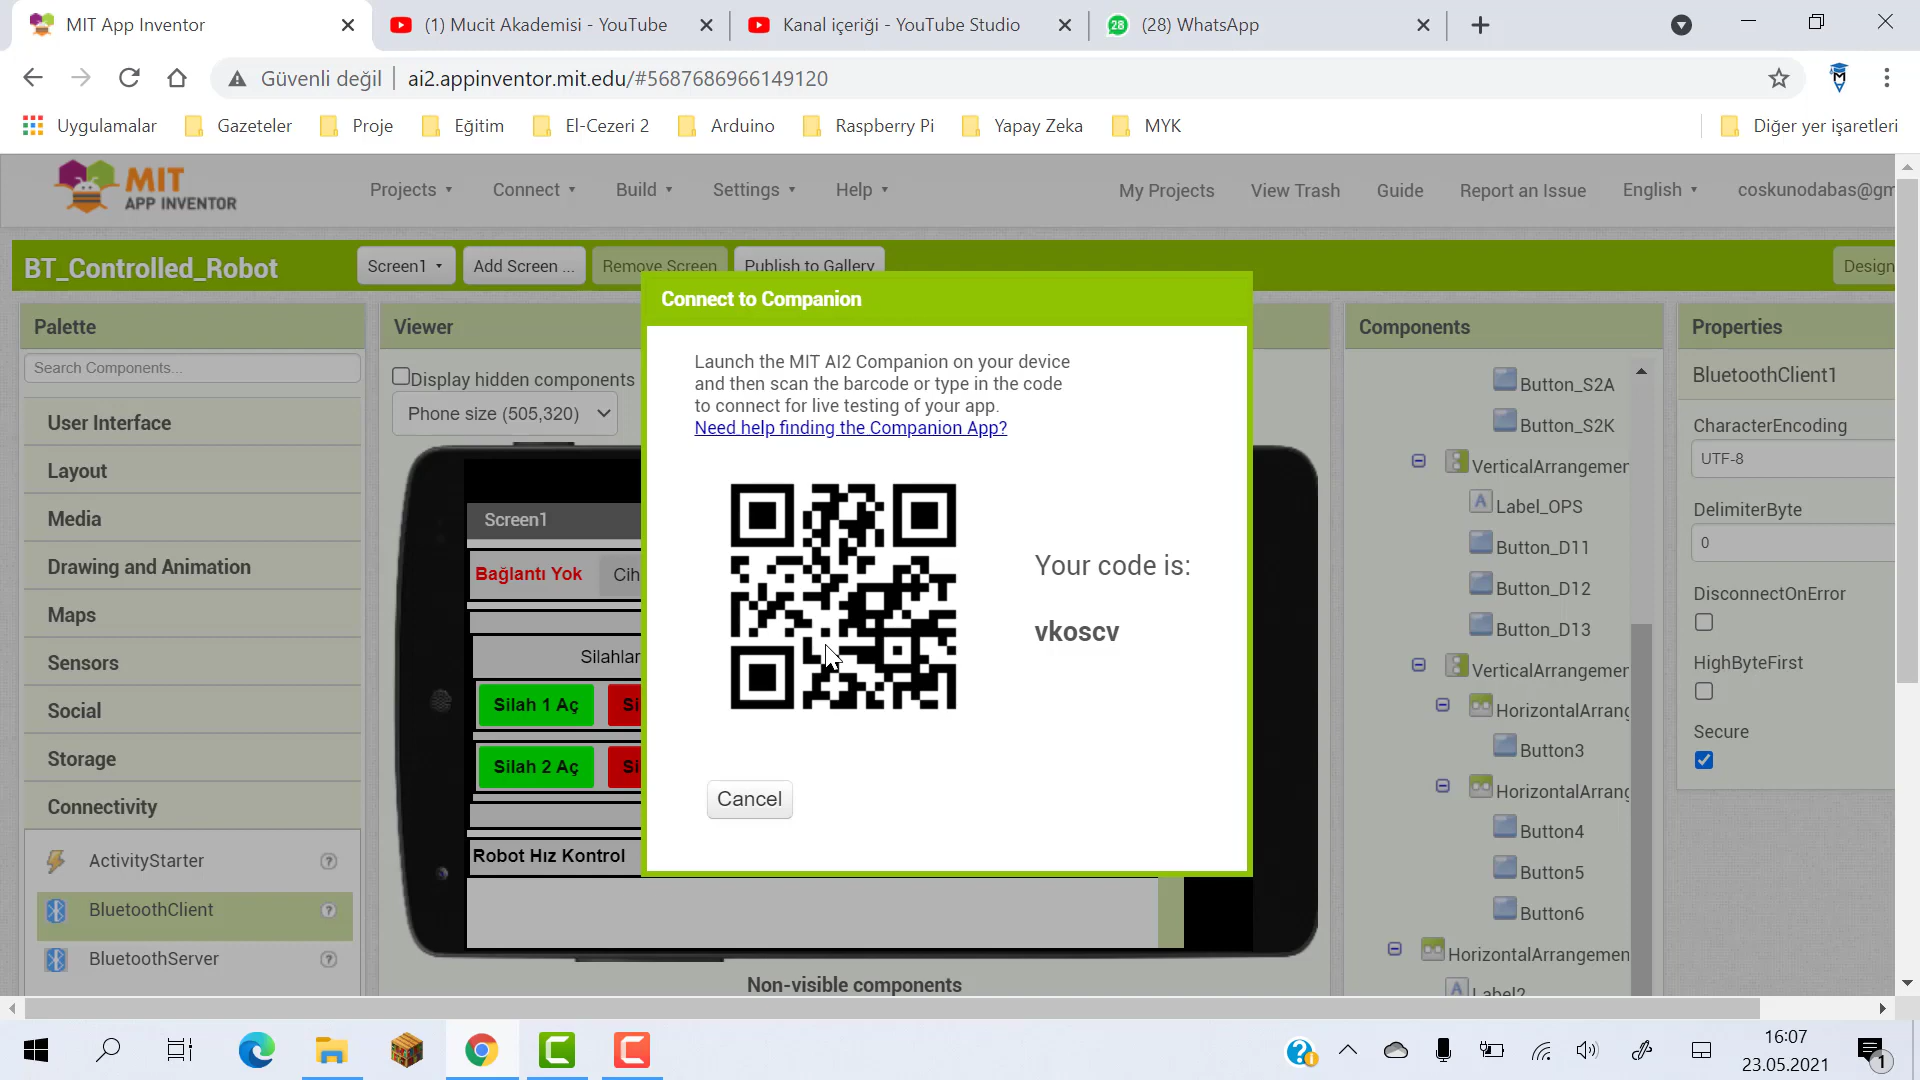 MIT App Inventor
(1) Mucit Akademisi - YouTube
Kanal içeriği - YouTube Studio
28
(28) WhatsApp
Güvenli değil
ai2.appinventor.mit.edu/#5687686966149120
Uygulamalar
Gazeteler
Proje
Eğitim
El-Cezeri 2
Arduino
Raspberry Pi
Yapay Zeka
MYK
Diğer yer işaretleri
MIT
APP INVENTOR
Projects
Connect
Build
Settings
Help
My Projects
View Trash
Guide
Report an Issue
English
coskunodabas@gm
BT_Controlled_Robot
Screen1
Add Screen ...
Remove Screen
Publish to Gallery
Design
Palette
Search Components...
User Interface
Layout
Media
Drawing and Animation
Maps
Sensors
Social
Storage
Connectivity
ActivityStarter
BluetoothClient
BluetoothServer
Viewer
Display hidden components
Phone size (505,320)
Screen1
Bağlantı Yok
Cih
Silahlar
Silah 1 Aç
Si
Silah 2 Aç
Si
Robot Hız Kontrol
Non-visible components
Connect to Companion
Launch the MIT AI2 Companion on your device
and then scan the barcode or type in the code
to connect for live testing of your app.
Need help finding the Companion App?
Your code is:
vkoscv
Cancel
Components
Button_S2A
Button_S2K
VerticalArrangemen
Label_OPS
Button_D11
Button_D12
Button_D13
VerticalArrangemen
HorizontalArrang
Button3
HorizontalArrang
Button4
Button5
Button6
HorizontalArrangemen
Label2
Properties
BluetoothClient1
CharacterEncoding
UTF-8
DelimiterByte
0
DisconnectOnError
HighByteFirst
Secure
16:07
23.05.2021
1